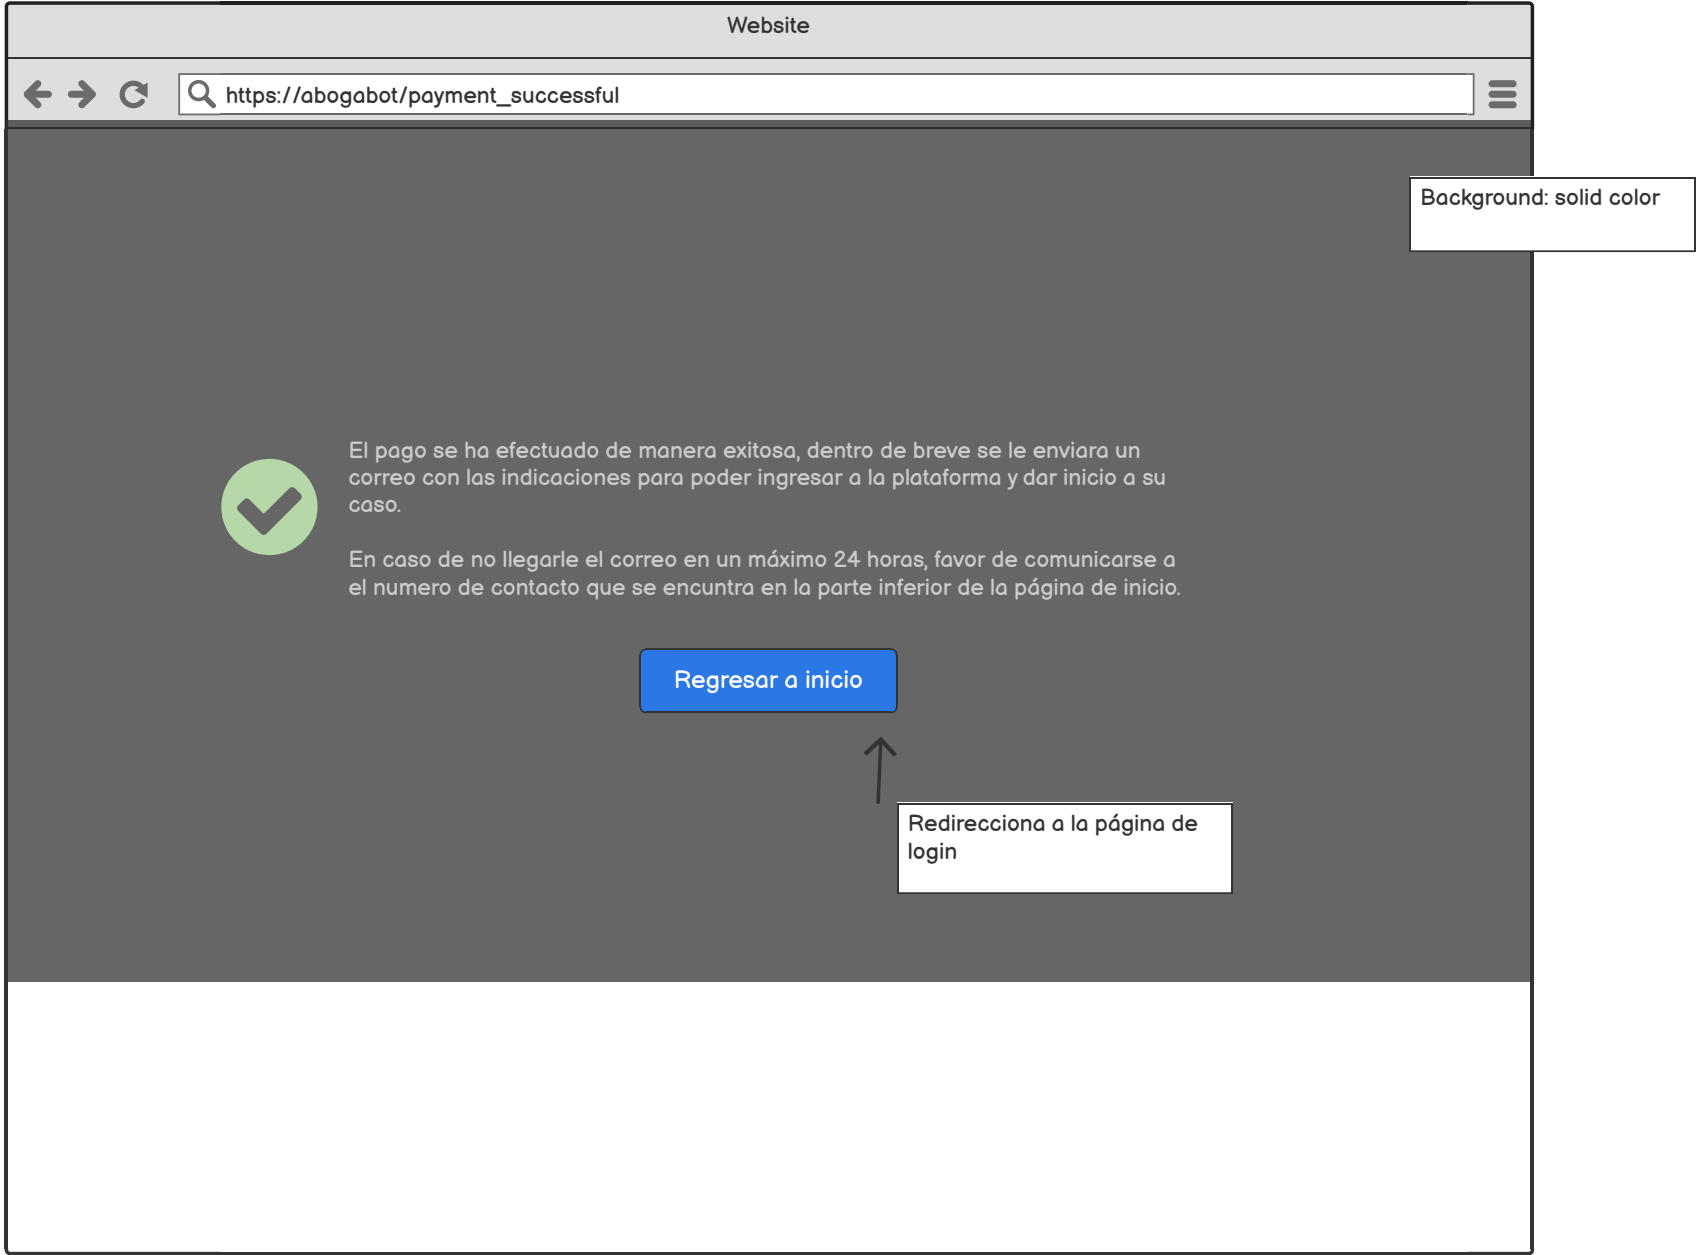 Website
https://abogabot/payment_successful
Background: solid color
El pago se ha efectuado de manera exitosa, dentro de breve se le enviara un
correo con las indicaciones para poder ingresar a la plataforma y dar inicio a su
caso.
En caso de no llegarle el correo en un máximo 24 horas, favor de comunicarse a
el numero de contacto que se encuntra en la parte inferior de la página de inicio.
Regresar a inicio
Redirecciona a la página de
login